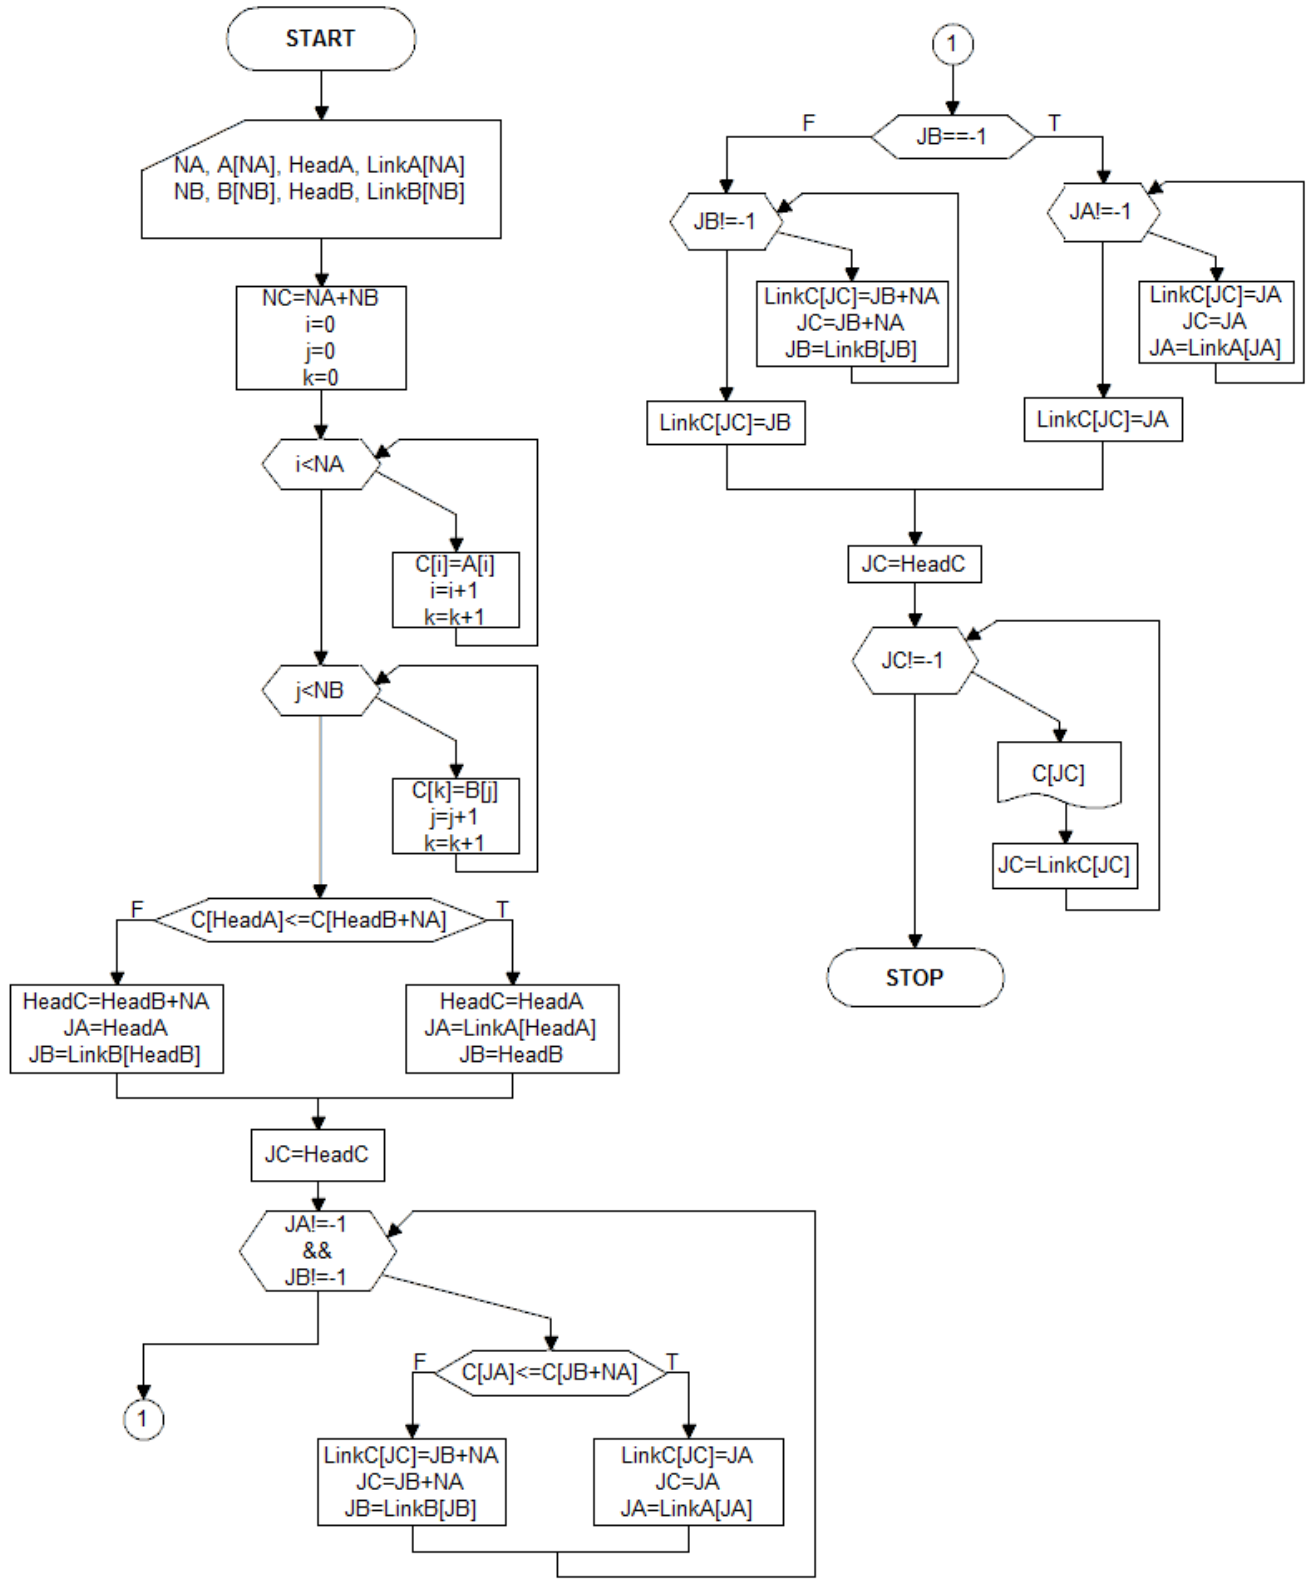 START
NA, A[NA], HeadA, LinkA[NA]
NB, B[NB], HeadB, LinkB[NB]
NC=NA+NB
i=0
j=0
k=0
i<NA
C[i]=A[i]
i=i+1
k=k+1
j<NB
C[k]=B[j]
j=j+1
k=k+1
F
C[HeadA]<=C[HeadB+NA]
T
HeadC=HeadB+NA
JA=HeadA
JB=LinkB[HeadB]
HeadC=HeadA
JA=LinkA[HeadA]
JB=HeadB
JC=HeadC
JA!=-1
&&
JB!=-1
F
C[JA]<=C[JB+NA]
T
LinkC[JC]=JB+NA
JC=JB+NA
JB=LinkB[JB]
LinkC[JC]=JA
JC=JA
JA=LinkA[JA]
1
1
F
JB==-1
T
JB!=-1
LinkC[JC]=JB+NA
JC=JB+NA
JB=LinkB[JB]
LinkC[JC]=JB
JA!=-1
LinkC[JC]=JA
JC=JA
JA=LinkA[JA]
LinkC[JC]=JA
JC=HeadC
JC!=-1
C[JC]
JC=LinkC[JC]
STOP